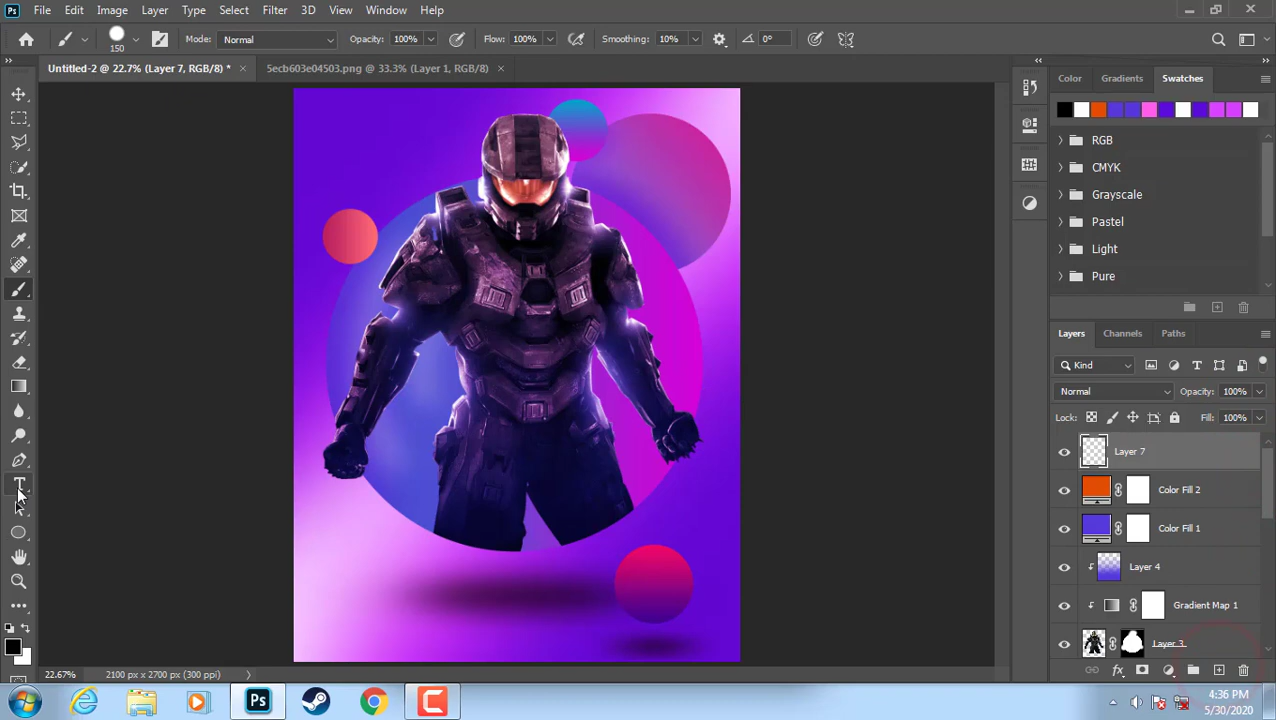 Ps File Edit Image Layer Type Select Filter 3D View Window Help
150 Mode: Normal Opacity: 100% Flow: 100% Smoothing: 10% 0°
Untitled-2 @ 22.7% (Layer 7, RGB/8) * × 5ecb603e04503.png @ 33.3% (Layer 1, RGB/8) ×
Color Gradients Swatches
RGB
CMYK
Grayscale
Pastel
Light
Pure
Layers Channels Paths
Kind
Normal Opacity: 100%
Lock: Fill: 100%
Layer 7
Color Fill 2
Color Fill 1
Layer 4
Gradient Map 1
Layer 3
22.67% 2100 px x 2700 px (300 ppi)
Ps
4:36 PM
5/30/2020